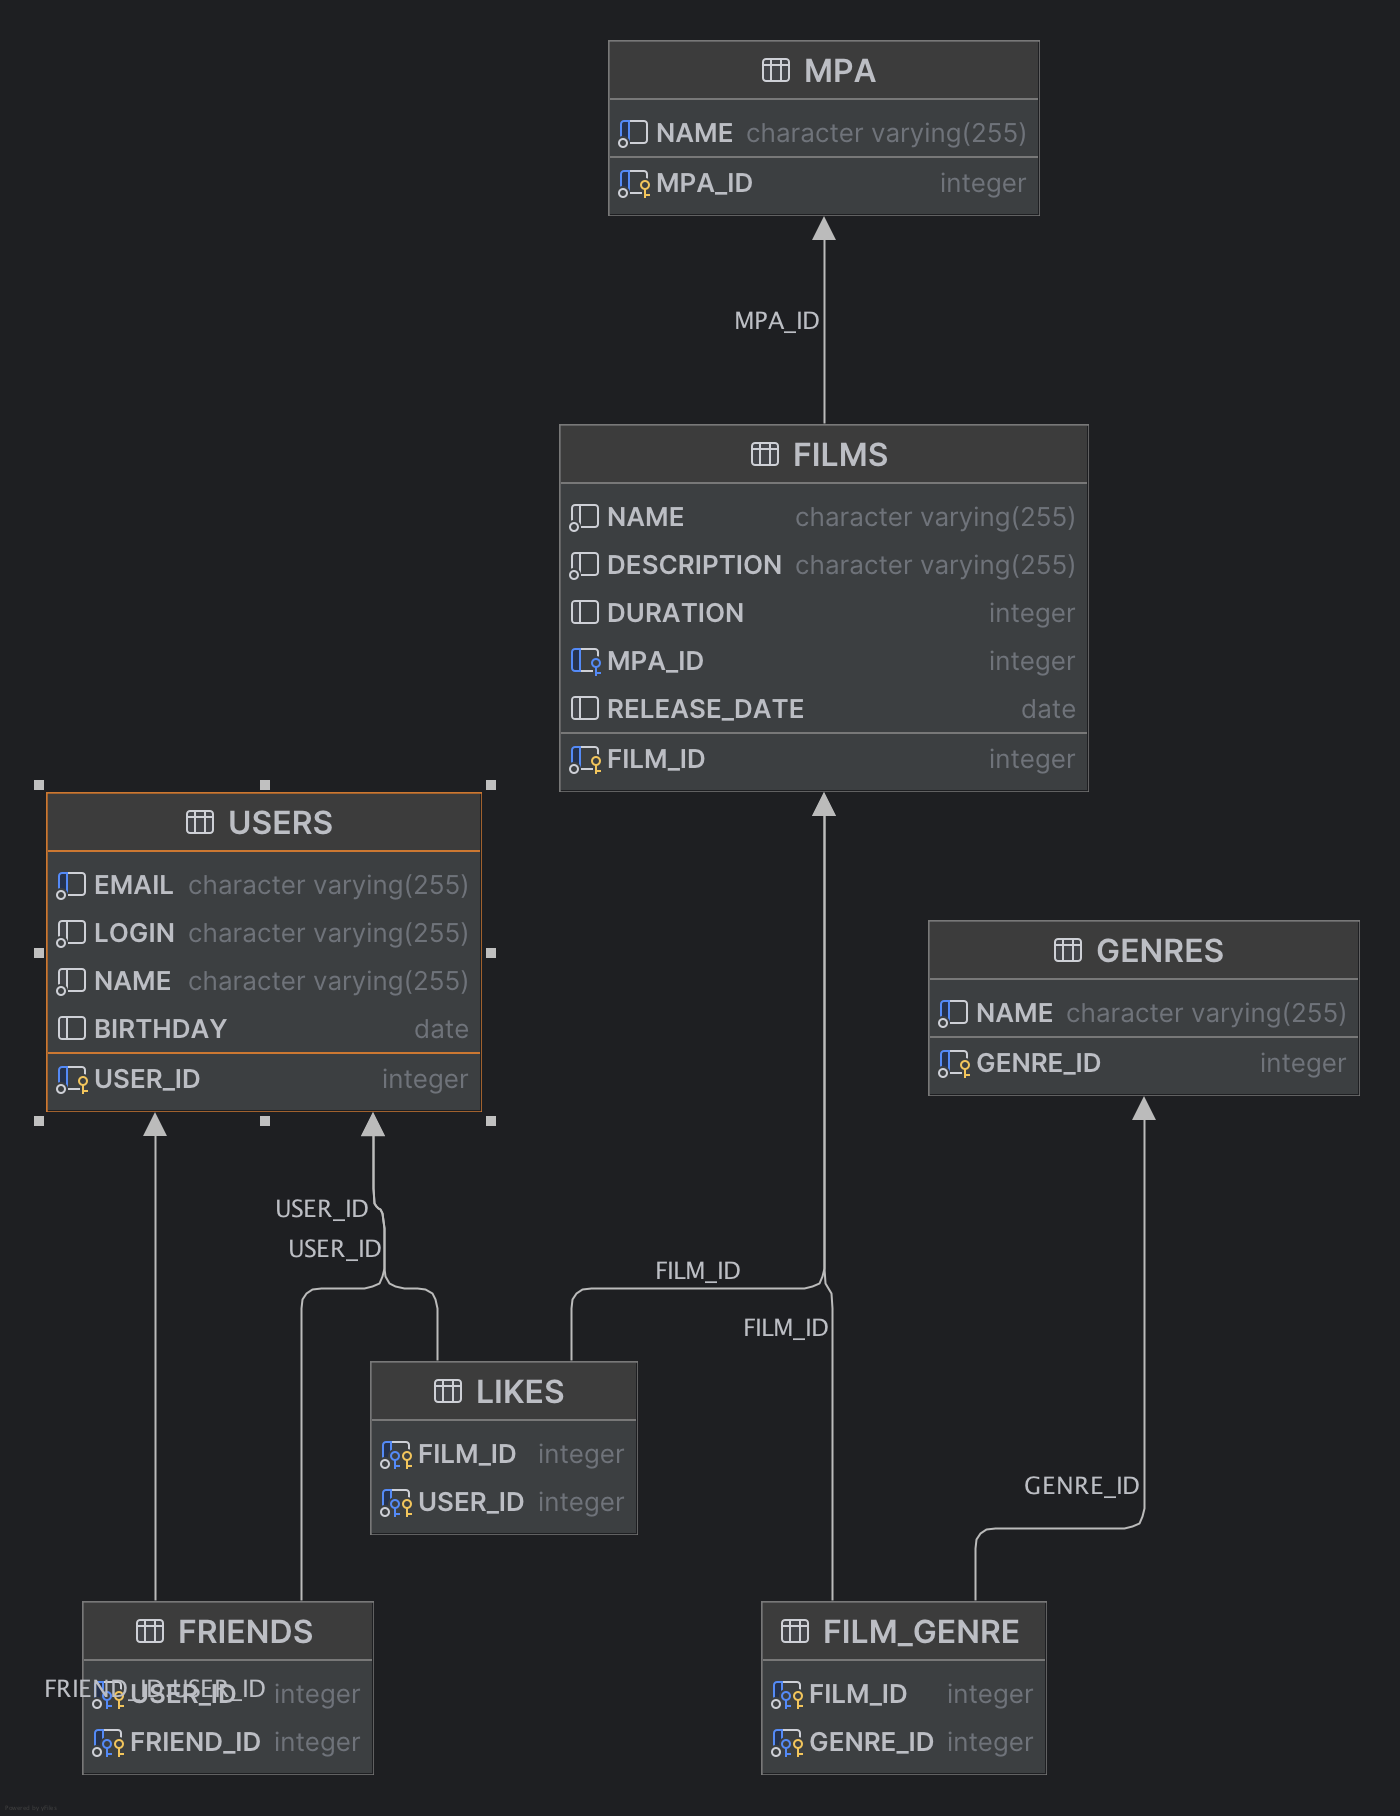 MPA
NAME character varying(255)
MPA_ID integer
MPA_ID
FILMS
NAME character varying(255)
DESCRIPTION character varying(255)
DURATION integer
MPA_ID integer
RELEASE_DATE date
FILM_ID integer
USERS
EMAIL character varying(255)
LOGIN character varying(255)
NAME character varying(255)
BIRTHDAY date
USER_ID integer
GENRES
NAME character varying(255)
GENRE_ID integer
USER_ID
USER_ID
FILM_ID
FILM_ID
LIKES
FILM_ID integer
USER_ID integer
GENRE_ID
FRIENDS
FRIEND_ID:USER_ID
USER_ID integer
FRIEND_ID integer
FILM_GENRE
FILM_ID integer
GENRE_ID integer